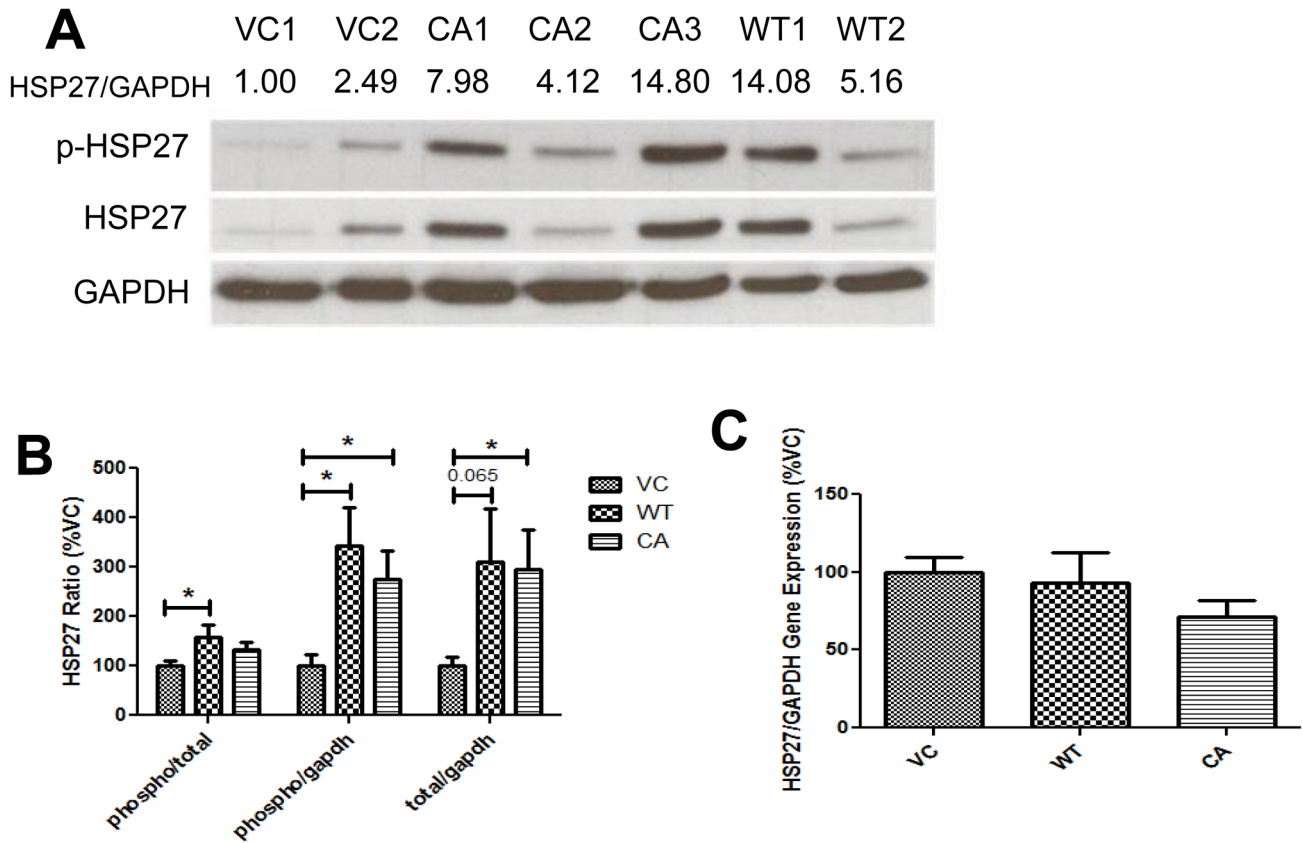 A
VC1 VC2 CA1 CA2 CA3 WT1 WT2
HSP27/GAPDH 1.00 2.49 7.98 4.12 14.80 14.08 5.16
p-HSP27
HSP27
GAPDH
B
HSP27 Ratio (%VC)
500
400
300
200
100
0
*
*
*
0.065
*
phospho/total
phospho/gapdh
total/gapdh
VC
WT
CA
C
HSP27/GAPDH Gene Expression (%VC)
150
100
50
0
VC
WT
CA